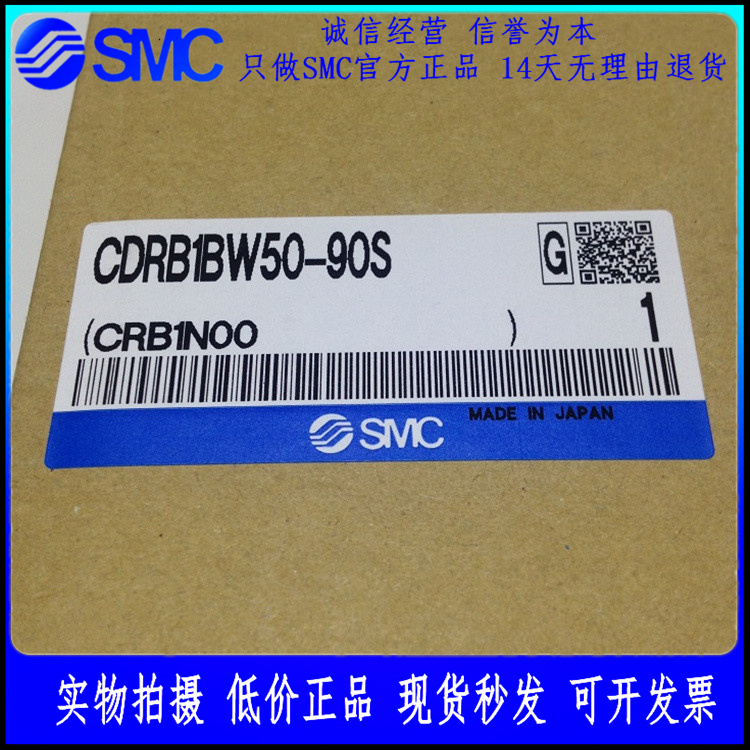 SMC
诚信经营 信誉为本
只做SMC官方正品 14天无理由退货
CDRB1BW50-90S
G
(CRB1N00 )
1
SMC
MADE IN JAPAN
实物拍摄 低价正品 现货秒发 可开发票